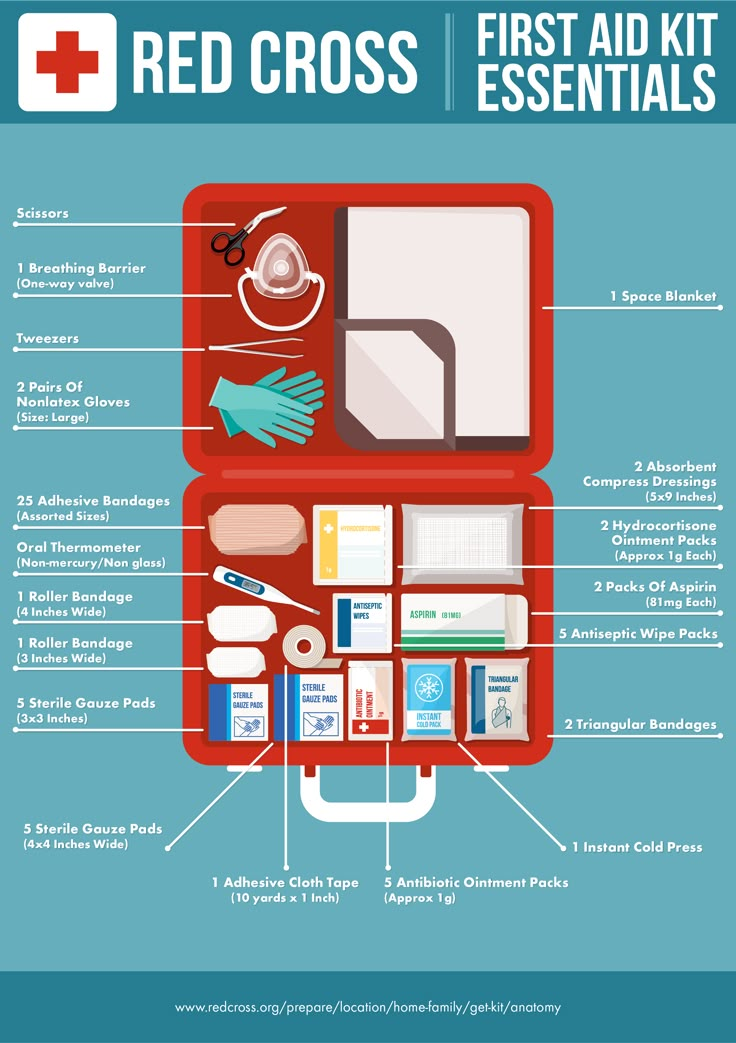 RED CROSS
FIRST AID KIT
ESSENTIALS
Scissors
1 Breathing Barrier
(One-way valve)
Tweezers
2 Pairs Of
Nonlatex Gloves
(Size: Large)
1 Space Blanket
25 Adhesive Bandages
(Assorted Sizes)
Oral Thermometer
(Non-mercury/Non glass)
1 Roller Bandage
(4 Inches Wide)
1 Roller Bandage
(3 Inches Wide)
5 Sterile Gauze Pads
(3x3 Inches)
HYDROCORTISONE
1g
ANTISEPTIC
WIPES
ASPIRIN (81MG)
STERILE
GAUZE PADS
STERILE
GAUZE PADS
ANTIBIOTIC
OINTMENT
1g
INSTANT
COLD PACK
TRIANGULAR
BANDAGE
2 Absorbent
Compress Dressings
(5x9 Inches)
2 Hydrocortisone
Ointment Packs
(Approx 1g Each)
2 Packs Of Aspirin
(81mg Each)
5 Antiseptic Wipe Packs
2 Triangular Bandages
5 Sterile Gauze Pads
(4x4 Inches Wide)
1 Adhesive Cloth Tape
(10 yards x 1 Inch)
5 Antibiotic Ointment Packs
(Approx 1g)
1 Instant Cold Press
www.redcross.org/prepare/location/home-family/get-kit/anatomy